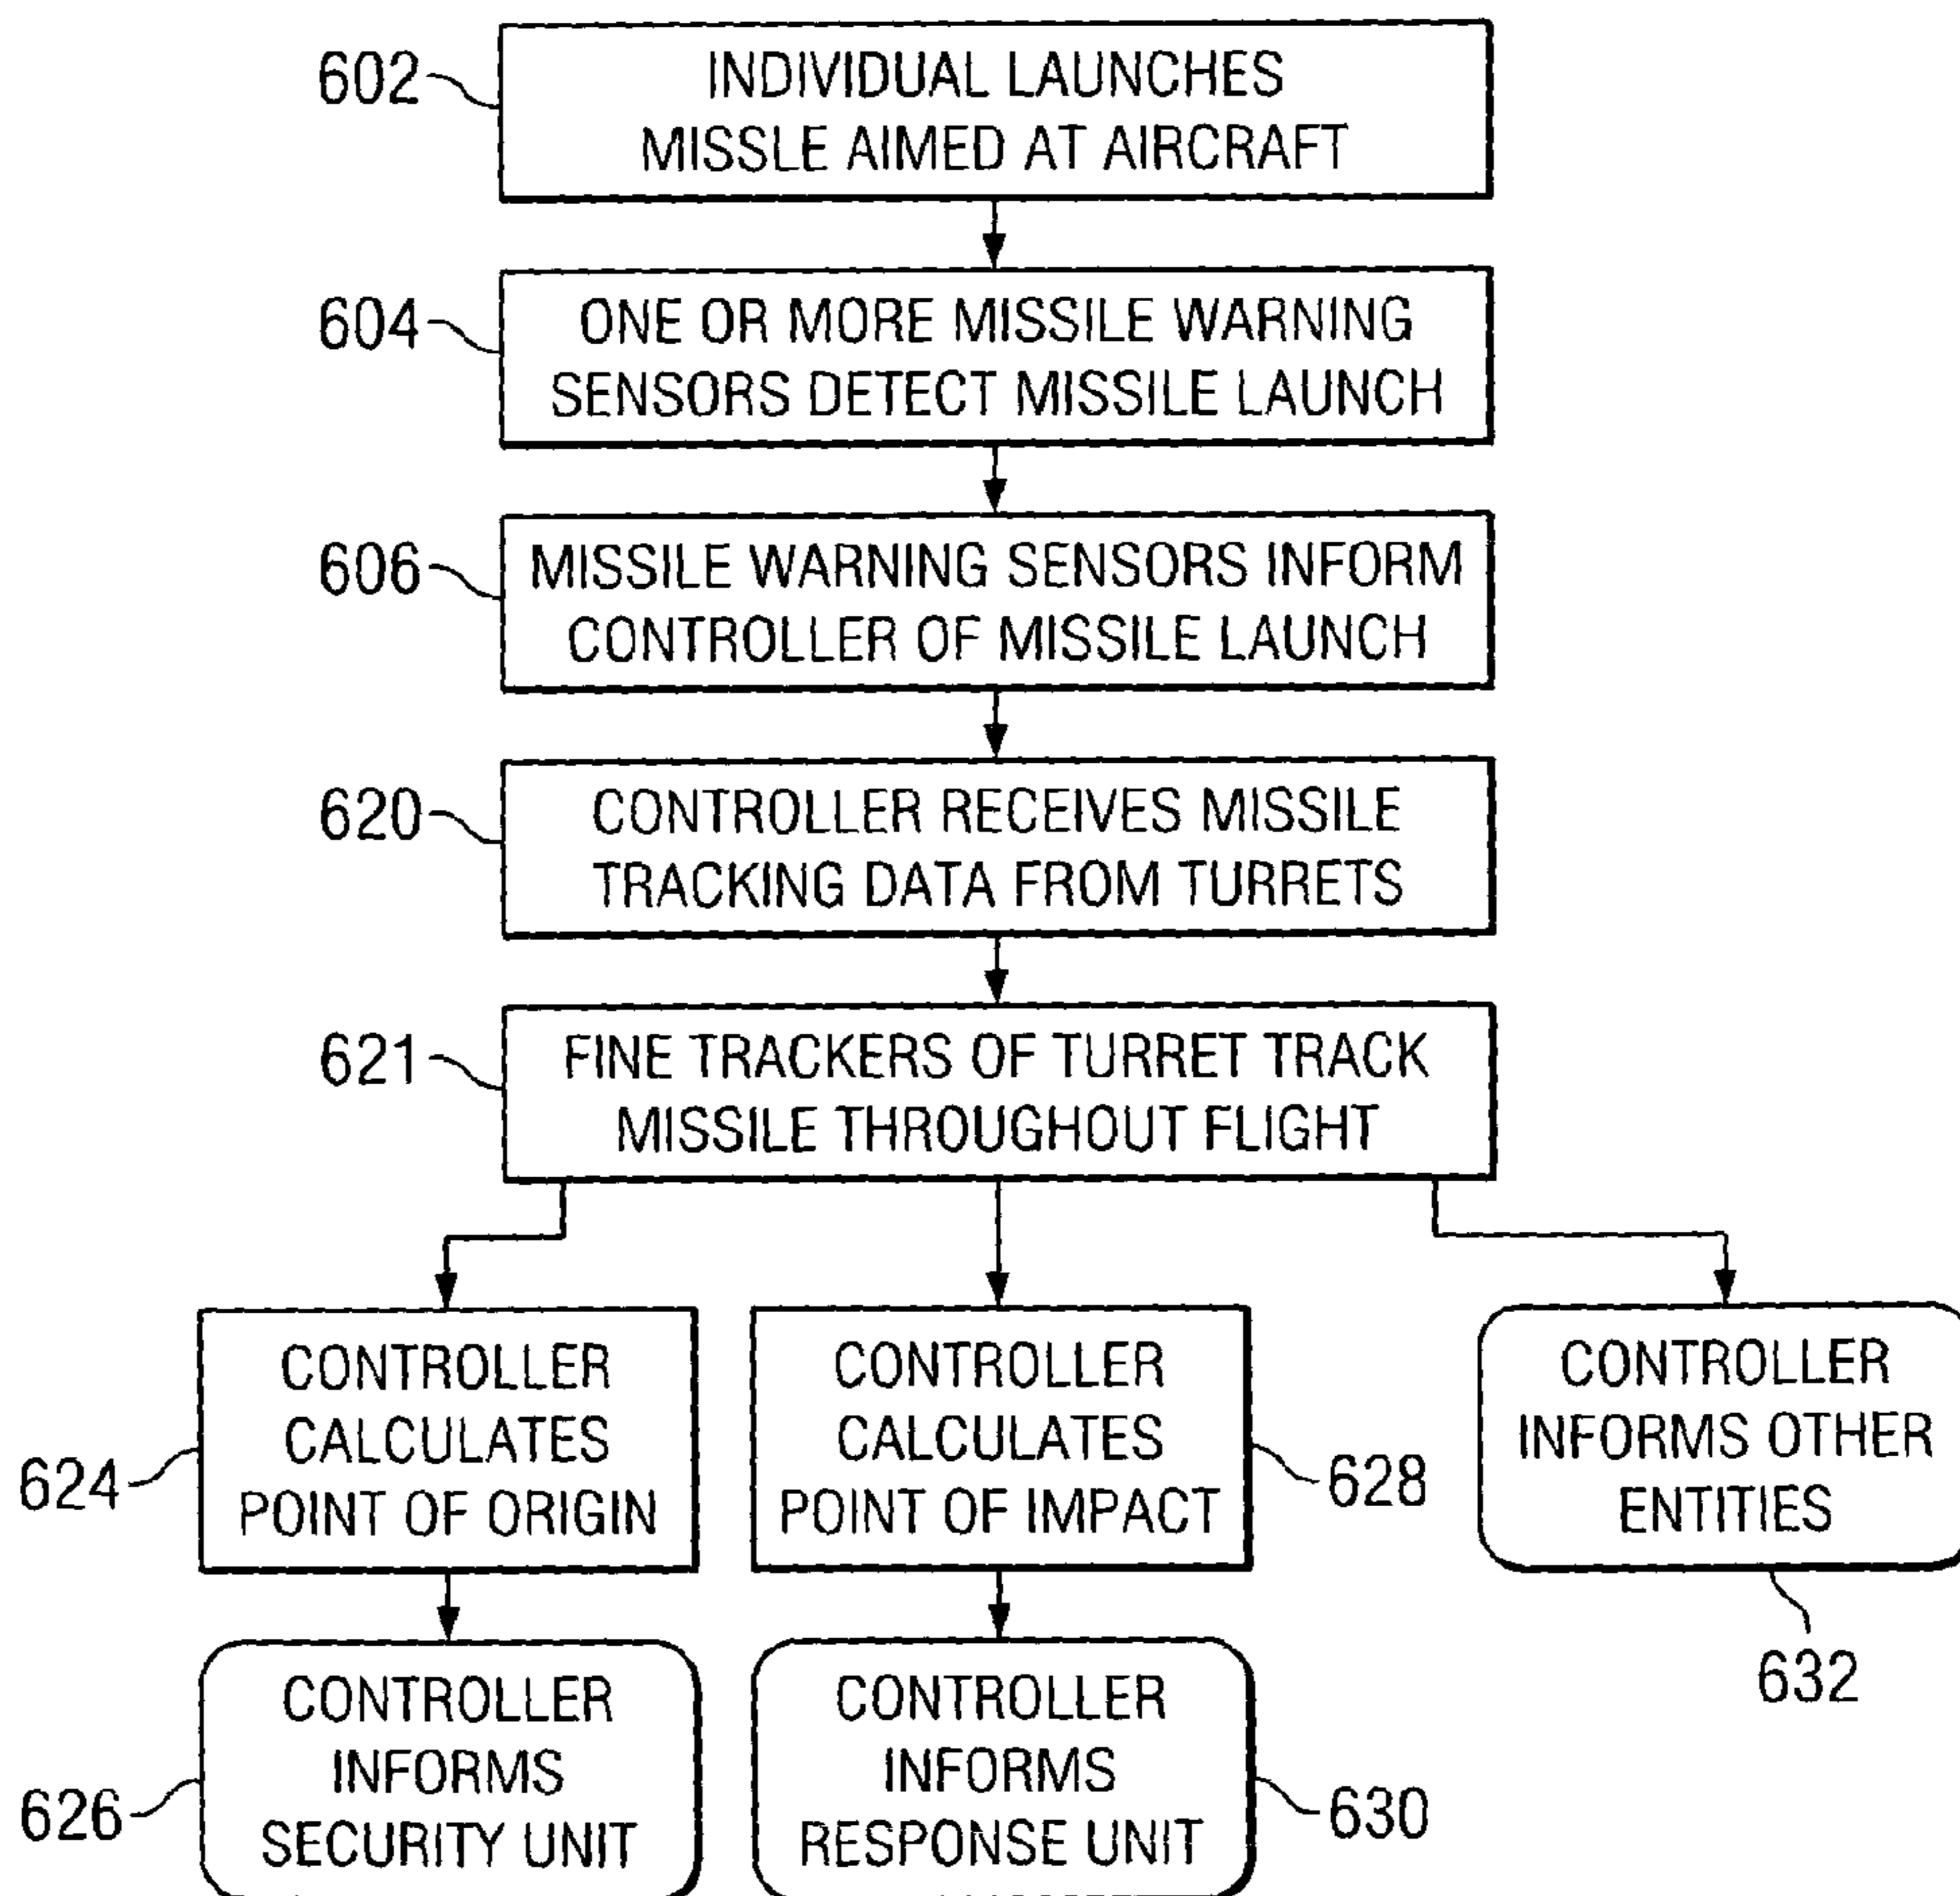 602
INDIVIDUAL LAUNCHES
MISSLE AIMED AT AIRCRAFT
604
ONE OR MORE MISSILE WARNING
SENSORS DETECT MISSILE LAUNCH
606
MISSILE WARNING SENSORS INFORM
CONTROLLER OF MISSILE LAUNCH
620
CONTROLLER RECEIVES MISSILE
TRACKING DATA FROM TURRETS
621
FINE TRACKERS OF TURRET TRACK
MISSILE THROUGHOUT FLIGHT
624
CONTROLLER
CALCULATES
POINT OF ORIGIN
CONTROLLER
CALCULATES
POINT OF IMPACT
628
CONTROLLER
INFORMS OTHER
ENTITIES
632
626
CONTROLLER
INFORMS
SECURITY UNIT
CONTROLLER
INFORMS
RESPONSE UNIT
630